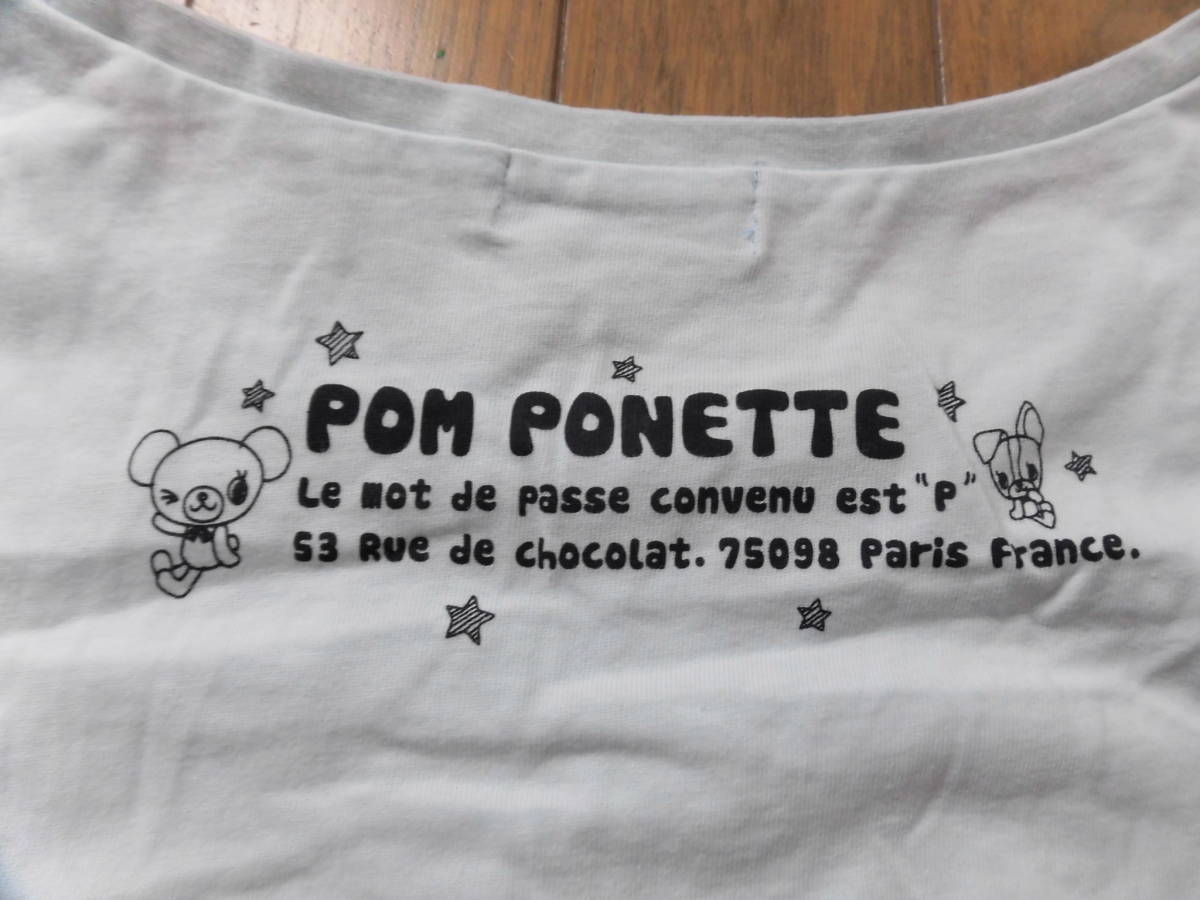 POM PONETTE
Le mot de passe convenu est "P"
53 Rue de chocolat. 75098 Paris France.